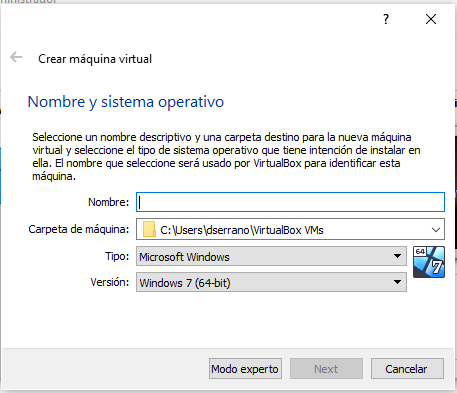 ministrador
?
Crear máquina virtual
Nombre y sistema operativo
Seleccione un nombre descriptivo y una carpeta destino para la nueva máquina
virtual y seleccione el tipo de sistema operativo que tiene intención de instalar en
ella. El nombre que seleccione será usado por VirtualBox para identificar esta
máquina.
Nombre:
Carpeta de máquina: C:\Users\dserrano\VirtualBox VMs
Tipo: Microsoft Windows
64
7
Versión: Windows 7 (64-bit)
Modo experto Next Cancelar